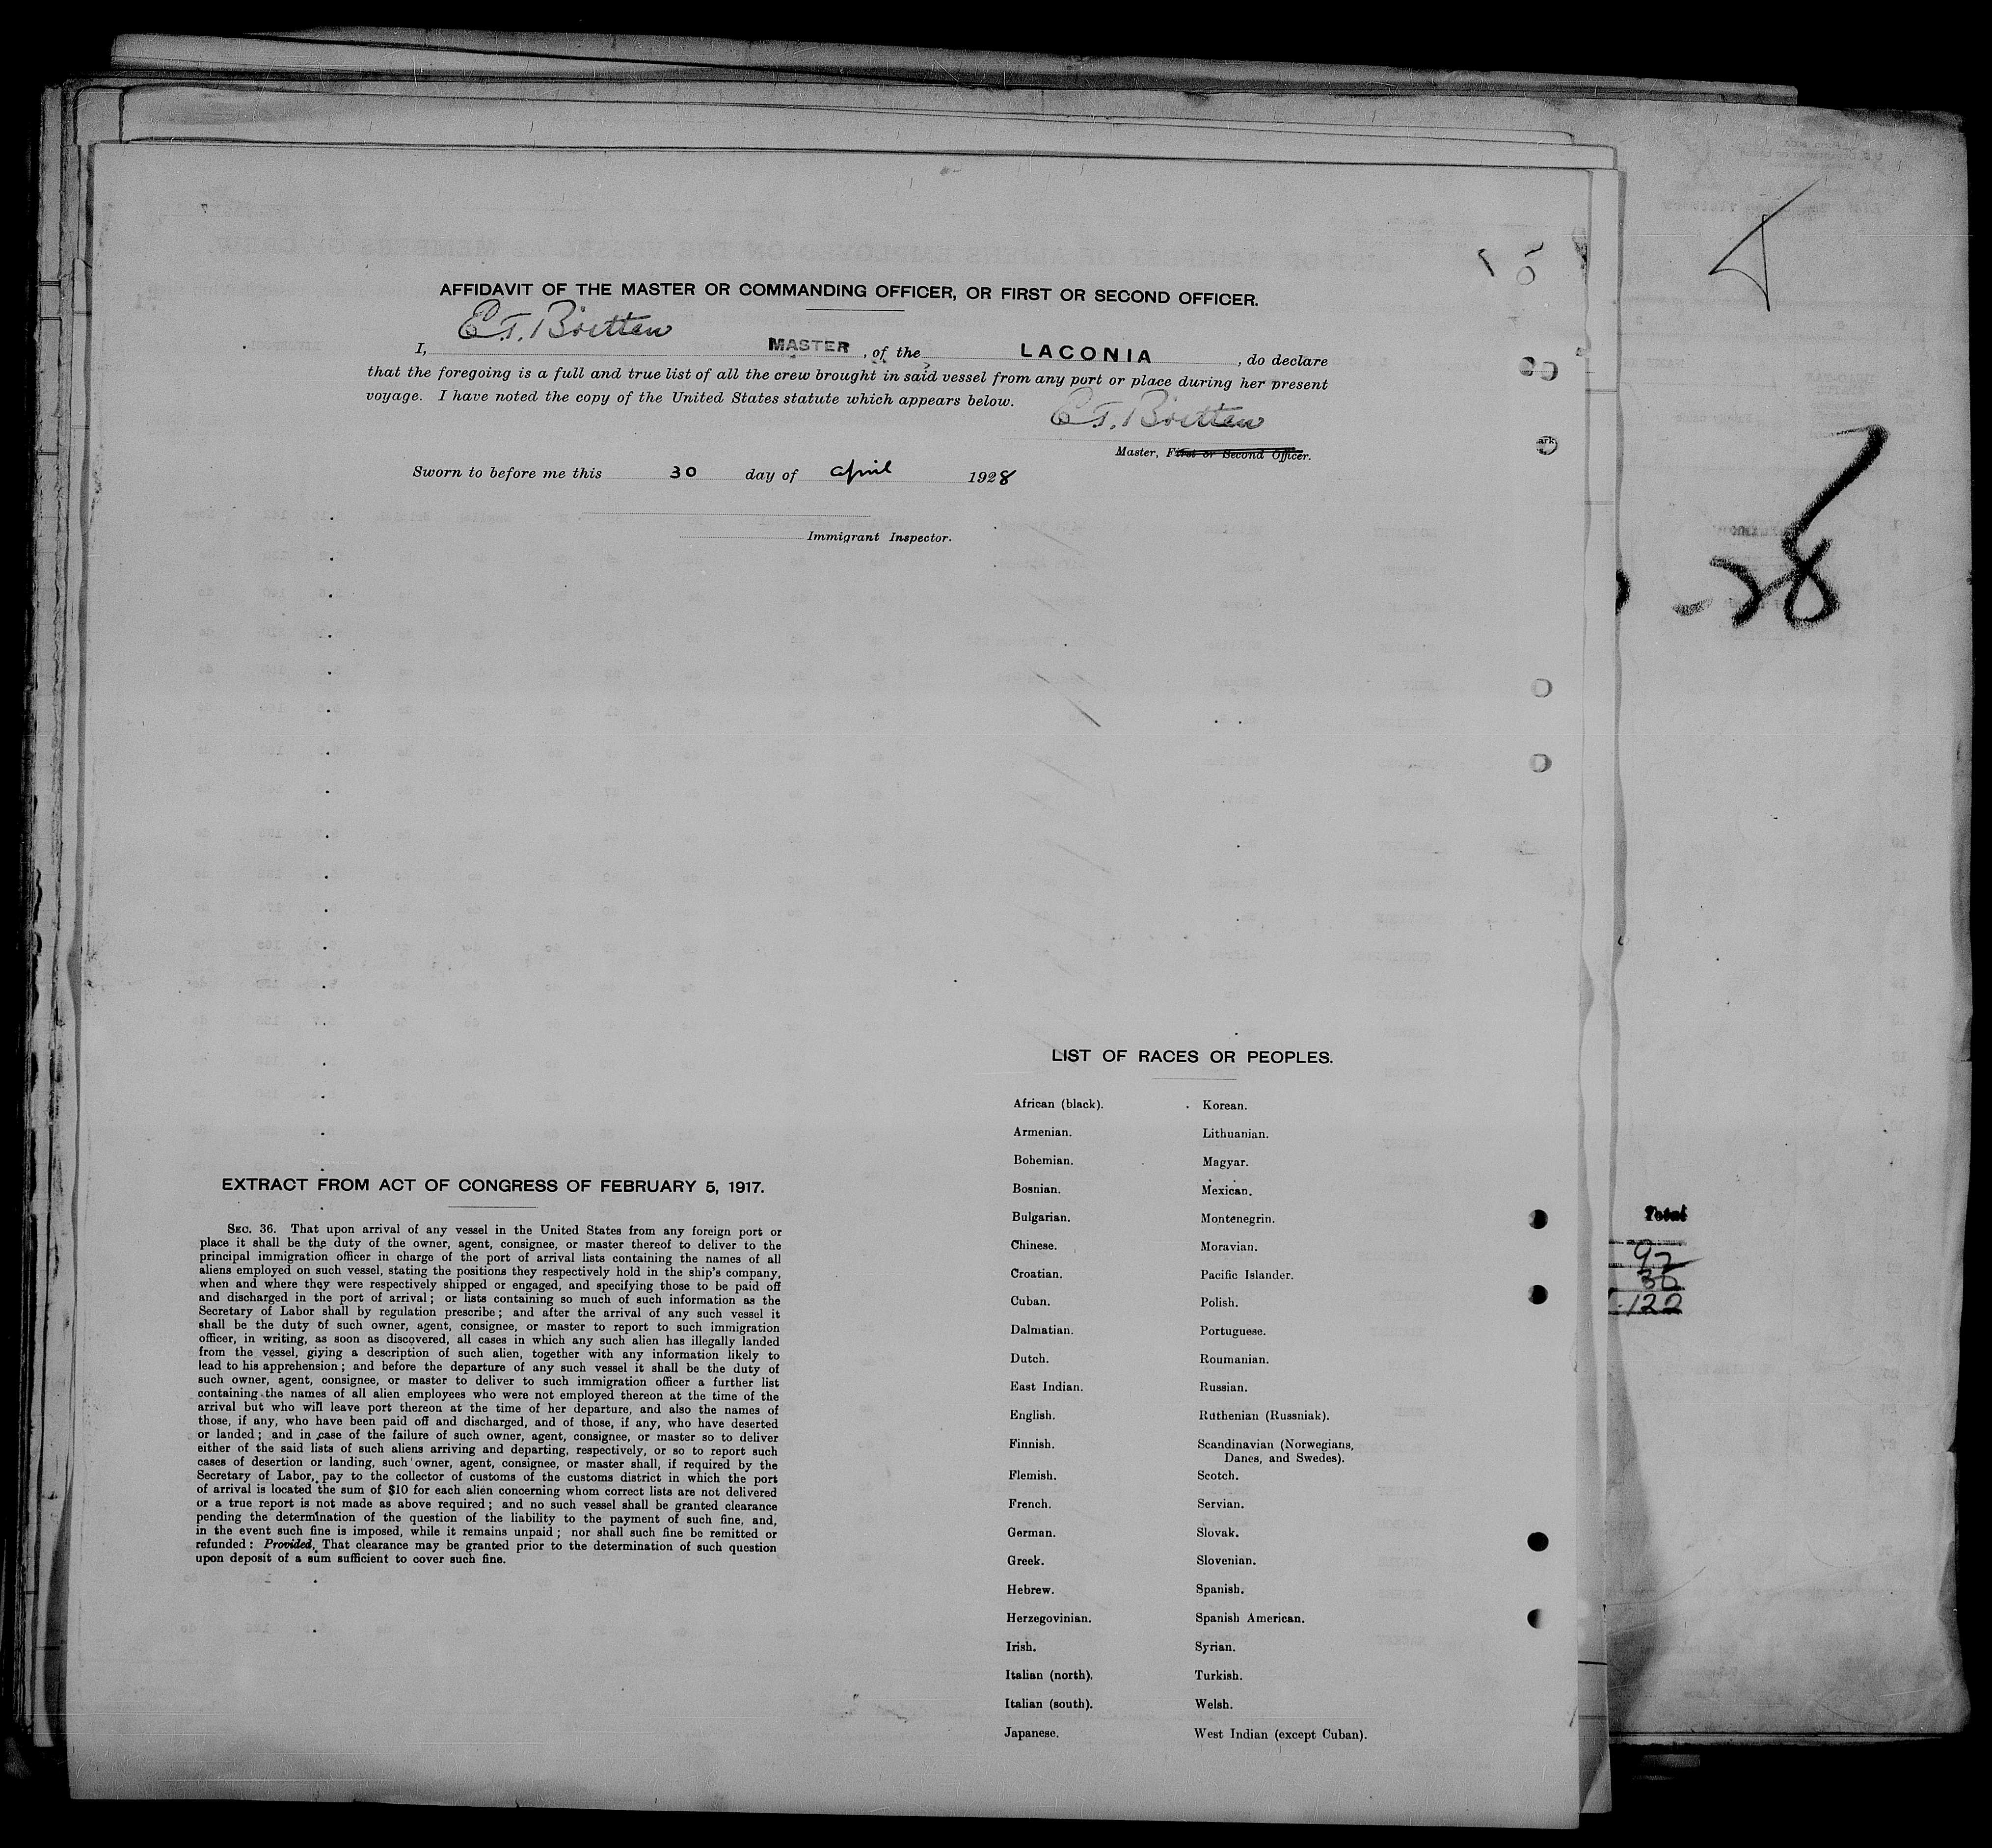 AFFIDAVIT OF THE MASTER OR COMMANDING OFFICER, OR FIRST OR SECOND OFFICER.
E.T. Britten
I, MASTER, of the LACONIA, do declare
that the foregoing is a full and true list of all the crew brought in said vessel from any port or place during her present
voyage. I have noted the copy of the United States statute which appears below.
E.T. Britten
Master, First or Second Officer.
Sworn to before me this 30 day of april 1928
Immigrant Inspector.
LIST OF RACES OR PEOPLES.
African (black). Korean.
Armenian. Lithuanian.
Bohemian. Magyar.
Bosnian. Mexican.
Bulgarian. Montenegrin.
Chinese. Moravian.
Croatian. Pacific Islander.
Cuban. Polish.
Dalmatian. Portuguese.
Dutch. Roumanian.
East Indian. Russian.
English. Ruthenian (Russniak).
Finnish. Scandinavian (Norwegians,
Danes, and Swedes).
Flemish. Scotch.
French. Servian.
German. Slovak.
Greek. Slovenian.
Hebrew. Spanish.
Herzegovinian. Spanish American.
Irish. Syrian.
Italian (north). Turkish.
Italian (south). Welsh.
Japanese. West Indian (except Cuban).
EXTRACT FROM ACT OF CONGRESS OF FEBRUARY 5, 1917.
SEC. 36. That upon arrival of any vessel in the United States from any foreign port or
place it shall be the duty of the owner, agent, consignee, or master thereof to deliver to the
principal immigration officer in charge of the port of arrival lists containing the names of all
aliens employed on such vessel, stating the positions they respectively hold in the ship's company,
when and where they were respectively shipped or engaged, and specifying those to be paid off
and discharged in the port of arrival; or lists containing so much of such information as the
Secretary of Labor shall by regulation prescribe; and after the arrival of any such vessel it
shall be the duty of such owner, agent, consignee, or master to report to such immigration
officer, in writing, as soon as discovered, all cases in which any such alien has illegally landed
from the vessel, giving a description of such alien, together with any information likely to
lead to his apprehension; and before the departure of any such vessel it shall be the duty of
such owner, agent, consignee, or master to deliver to such immigration officer a further list
containing the names of all alien employees who were not employed thereon at the time of the
arrival but who will leave port thereon at the time of her departure, and also the names of
those, if any, who have been paid off and discharged, and of those, if any, who have deserted
or landed; and in case of the failure of such owner, agent, consignee, or master so to deliver
either of the said lists of such aliens arriving and departing, respectively, or so to report such
cases of desertion or landing, such owner, agent, consignee, or master shall, if required by the
Secretary of Labor, pay to the collector of customs of the customs district in which the port
of arrival is located the sum of $10 for each alien concerning whom correct lists are not delivered
or a true report is not made as above required; and no such vessel shall be granted clearance
pending the determination of the question of the liability to the payment of such fine, and,
in the event such fine is imposed, while it remains unpaid; nor shall such fine be remitted or
refunded: Provided, That clearance may be granted prior to the determination of such question
upon deposit of a sum sufficient to cover such fine.
Total